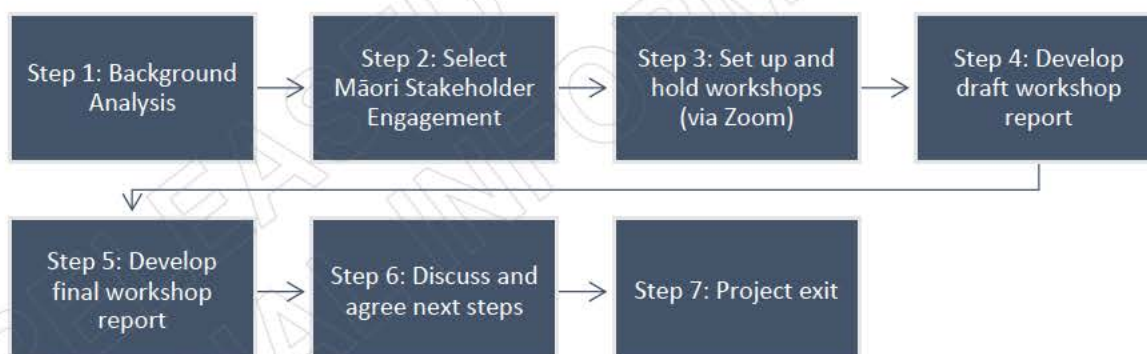 Step 1: Background
Analysis
Step 2: Select
Māori Stakeholder
Engagement
Step 3: Set up and
hold workshops
(via Zoom)
Step 4: Develop
draft workshop
report
Step 5: Develop
final workshop
report
Step 6: Discuss and
agree next steps
Step 7: Project exit